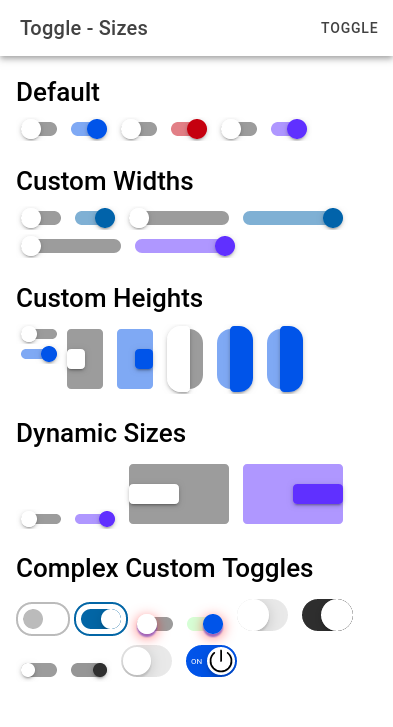 Toggle - Sizes
TOGGLE
Default
Custom Widths
Custom Heights
Dynamic Sizes
Complex Custom Toggles
ON